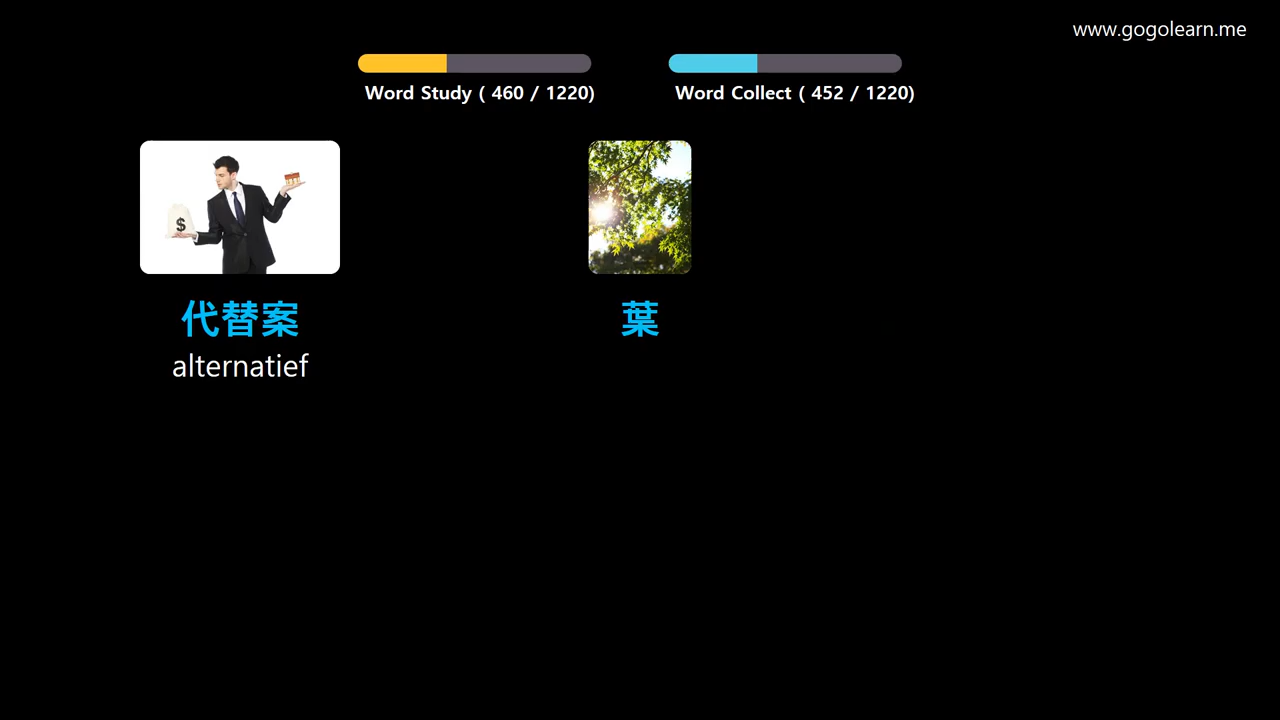 www.gogolearn.me
Word Study ( 460 / 1220)
Word Collect ( 452 / 1220)
$
代替案
葉
alternatief